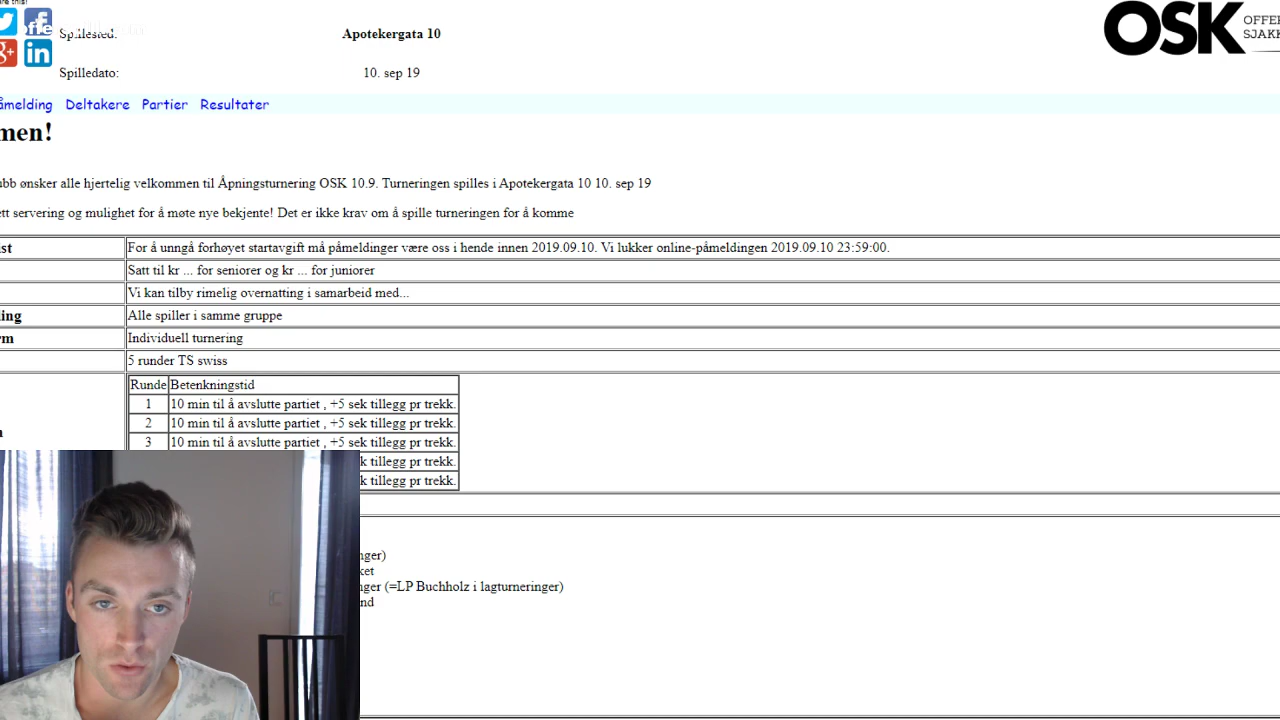 are this!
Spillested: Apotekergata 10
OSK OFFER
SJAKK
Spilledato: 10. sep 19
åmelding Deltakere Partier Resultater
men!
ubb ønsker alle hjertelig velkommen til Åpningsturnering OSK 10.9. Turneringen spilles i Apotekergata 10 10. sep 19
ett servering og mulighet for å møte nye bekjente! Det er ikke krav om å spille turneringen for å komme
ist For å unngå forhøyet startavgift må påmeldinger være oss i hende innen 2019.09.10. Vi lukker online-påmeldingen 2019.09.10 23:59:00.
Satt til kr ... for seniorer og kr ... for juniorer
Vi kan tilby rimelig overnatting i samarbeid med...
ling Alle spiller i samme gruppe
rm Individuell turnering
5 runder TS swiss
Runde Betenkningstid
1 10 min til å avslutte partiet , +5 sek tillegg pr trekk.
2 10 min til å avslutte partiet , +5 sek tillegg pr trekk.
3 10 min til å avslutte partiet , +5 sek tillegg pr trekk.
k tillegg pr trekk.
k tillegg pr trekk.
nger)
ket
nger (=LP Buchholz i lagturneringer)
nd